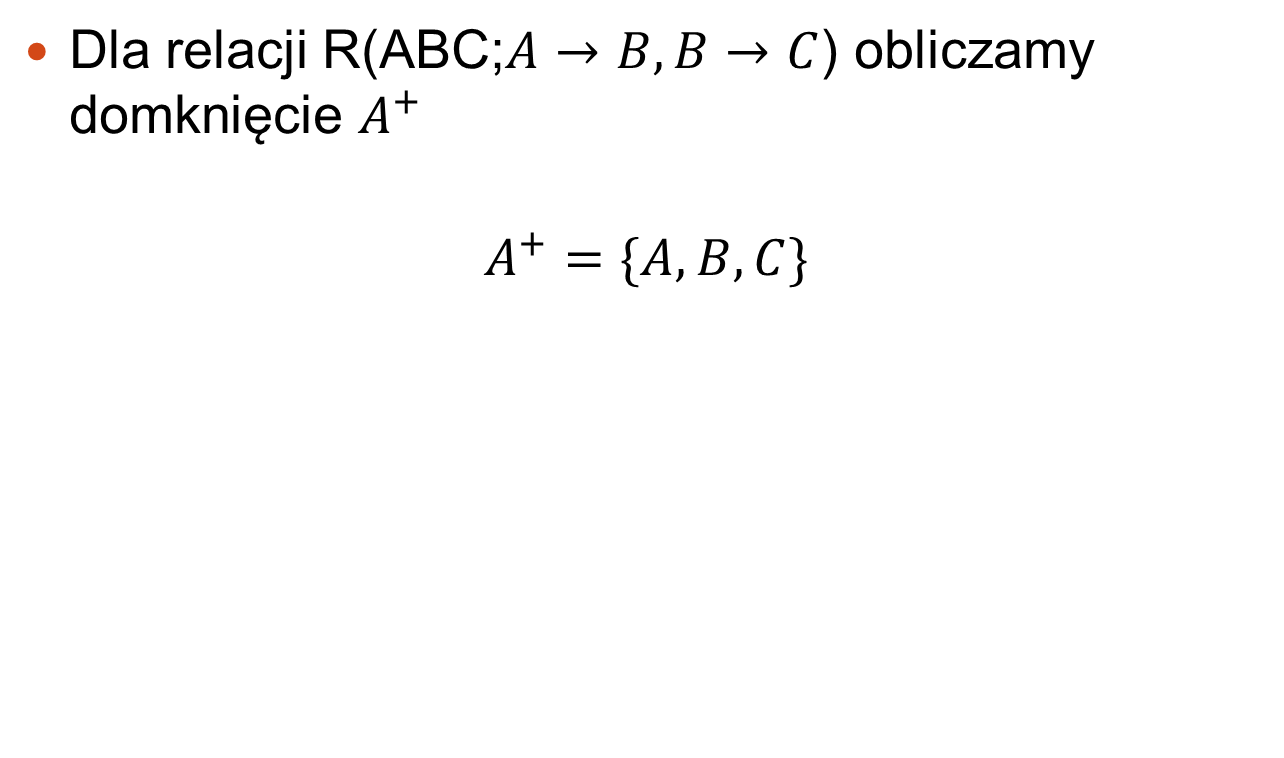 • Dla relacji R(ABC;𝐴 → 𝐵, 𝐵 → 𝐶) obliczamy
domknięcie 𝐴⁺
𝐴⁺ = {𝐴, 𝐵, 𝐶}